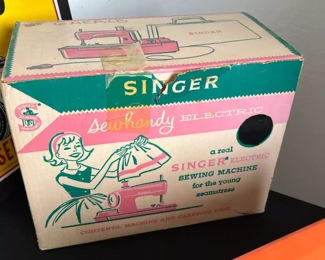 SINGER
SINGER
sewhandy ELECTRIC
a real
SINGER ELECTRIC
SEWING MACHINE
for the young
seamstress
CONTENTS: MACHINE AND CARRYING CASE